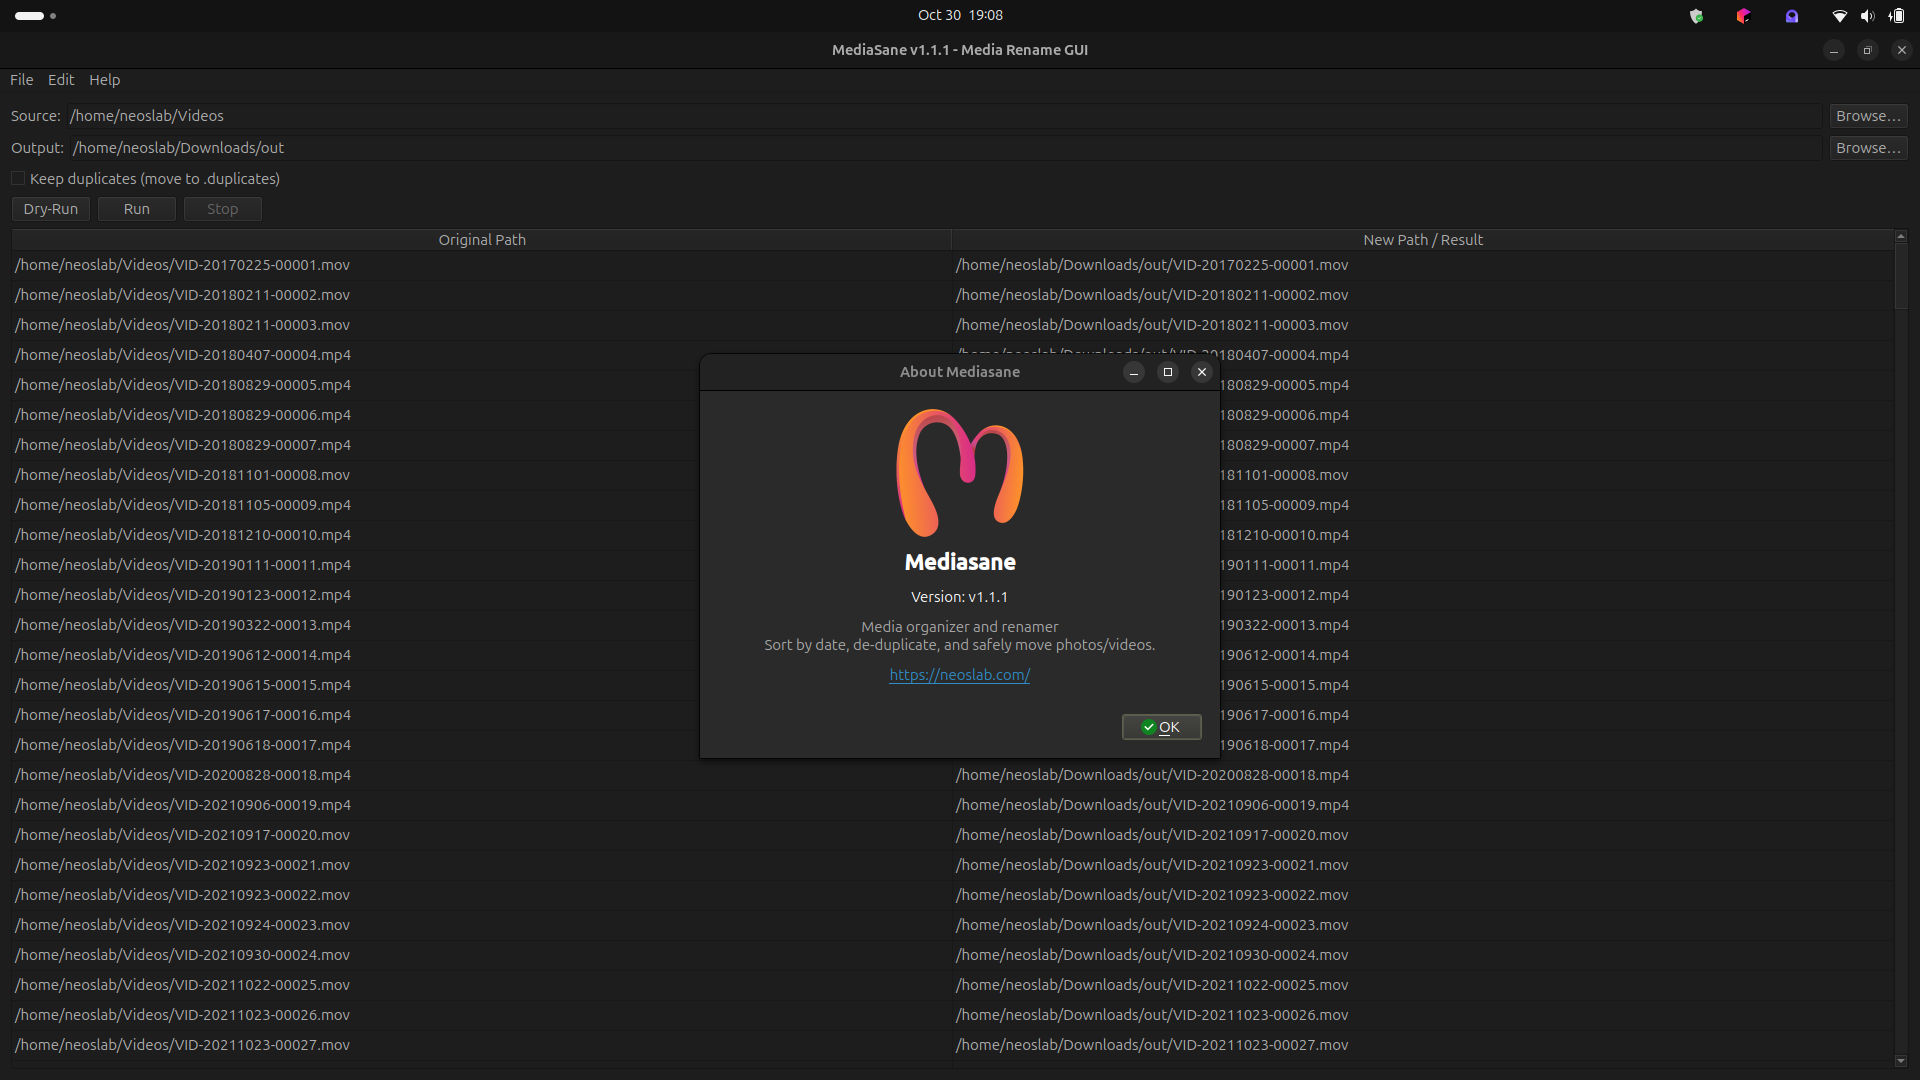 Oct 30 19:08
MediaSane v1.1.1 - Media Rename GUI
File Edit Help
Source: /home/neoslab/Videos Browse...
Output: /home/neoslab/Downloads/out Browse...
Keep duplicates (move to .duplicates)
Dry-Run Run Stop
Original Path New Path / Result
/home/neoslab/Videos/VID-20170225-00001.mov /home/neoslab/Downloads/out/VID-20170225-00001.mov
/home/neoslab/Videos/VID-20180211-00002.mov /home/neoslab/Downloads/out/VID-20180211-00002.mov
/home/neoslab/Videos/VID-20180211-00003.mov /home/neoslab/Downloads/out/VID-20180211-00003.mov
/home/neoslab/Videos/VID-20180407-00004.mp4 /home/neoslab/Downloads/out/VID-20180407-00004.mp4
/home/neoslab/Videos/VID-20180829-00005.mp4 180829-00005.mp4
/home/neoslab/Videos/VID-20180829-00006.mp4 180829-00006.mp4
/home/neoslab/Videos/VID-20180829-00007.mp4 180829-00007.mp4
/home/neoslab/Videos/VID-20181101-00008.mov 181101-00008.mov
/home/neoslab/Videos/VID-20181105-00009.mp4 181105-00009.mp4
/home/neoslab/Videos/VID-20181210-00010.mp4 181210-00010.mp4
/home/neoslab/Videos/VID-20190111-00011.mp4 190111-00011.mp4
/home/neoslab/Videos/VID-20190123-00012.mp4 190123-00012.mp4
/home/neoslab/Videos/VID-20190322-00013.mp4 190322-00013.mp4
/home/neoslab/Videos/VID-20190612-00014.mp4 190612-00014.mp4
/home/neoslab/Videos/VID-20190615-00015.mp4 190615-00015.mp4
/home/neoslab/Videos/VID-20190617-00016.mp4 190617-00016.mp4
/home/neoslab/Videos/VID-20190618-00017.mp4 190618-00017.mp4
/home/neoslab/Videos/VID-20200828-00018.mp4 /home/neoslab/Downloads/out/VID-20200828-00018.mp4
/home/neoslab/Videos/VID-20210906-00019.mp4 /home/neoslab/Downloads/out/VID-20210906-00019.mp4
/home/neoslab/Videos/VID-20210917-00020.mov /home/neoslab/Downloads/out/VID-20210917-00020.mov
/home/neoslab/Videos/VID-20210923-00021.mov /home/neoslab/Downloads/out/VID-20210923-00021.mov
/home/neoslab/Videos/VID-20210923-00022.mov /home/neoslab/Downloads/out/VID-20210923-00022.mov
/home/neoslab/Videos/VID-20210924-00023.mov /home/neoslab/Downloads/out/VID-20210924-00023.mov
/home/neoslab/Videos/VID-20210930-00024.mov /home/neoslab/Downloads/out/VID-20210930-00024.mov
/home/neoslab/Videos/VID-20211022-00025.mov /home/neoslab/Downloads/out/VID-20211022-00025.mov
/home/neoslab/Videos/VID-20211023-00026.mov /home/neoslab/Downloads/out/VID-20211023-00026.mov
/home/neoslab/Videos/VID-20211023-00027.mov /home/neoslab/Downloads/out/VID-20211023-00027.mov
About Mediasane
Mediasane
Version: v1.1.1
Media organizer and renamer
Sort by date, de-duplicate, and safely move photos/videos.
https://neoslab.com/
OK